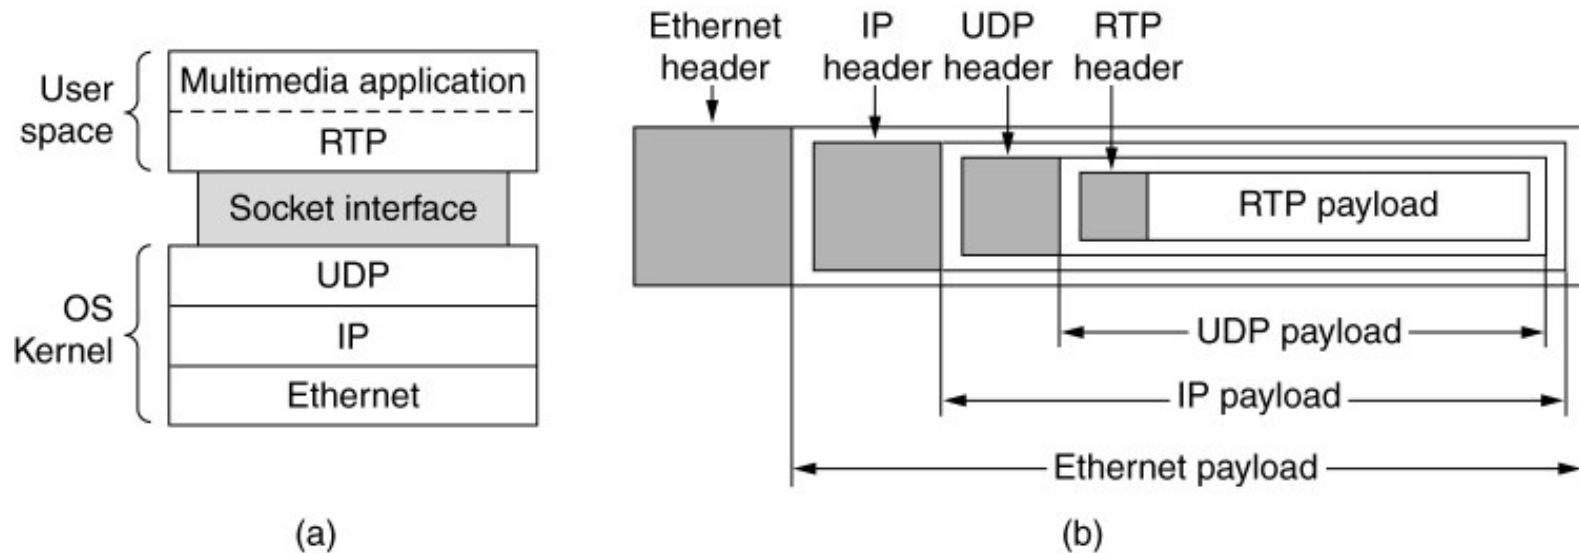 User
space
Multimedia application
RTP
Socket interface
OS
Kernel
UDP
IP
Ethernet
(a)
Ethernet
header
IP
header
UDP
header
RTP
header
RTP payload
UDP payload
IP payload
Ethernet payload
(b)